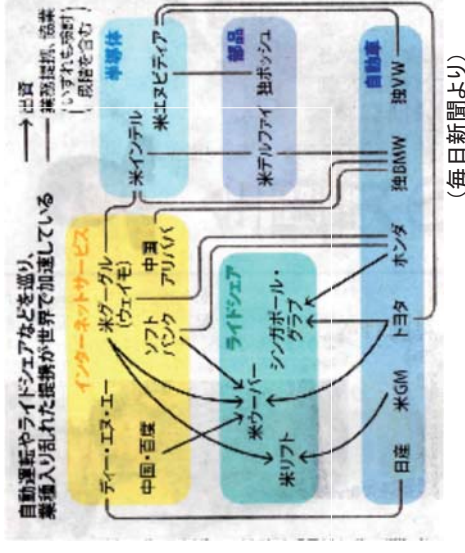 自動運転やライドシェアなどを巡り、
業種入り乱れた提携が世界で加速している
→ 出資
― 業務提携、協業
(いずれも検討
段階を含む)
インターネットサービス
ディー・エヌ・エー
米グーグル
(ウェイモ)
中国・百度
ソフト
バンク
中国
アリババ
半導体
米インテル
米エヌビディア
ライドシェア
米リフト
米ウーバー
シンガポール・
グラブ
部品
米デルファイ
独ボッシュ
自動車
日産
米GM
トヨタ
ホンダ
独BMW
独VW
(毎日新聞より)